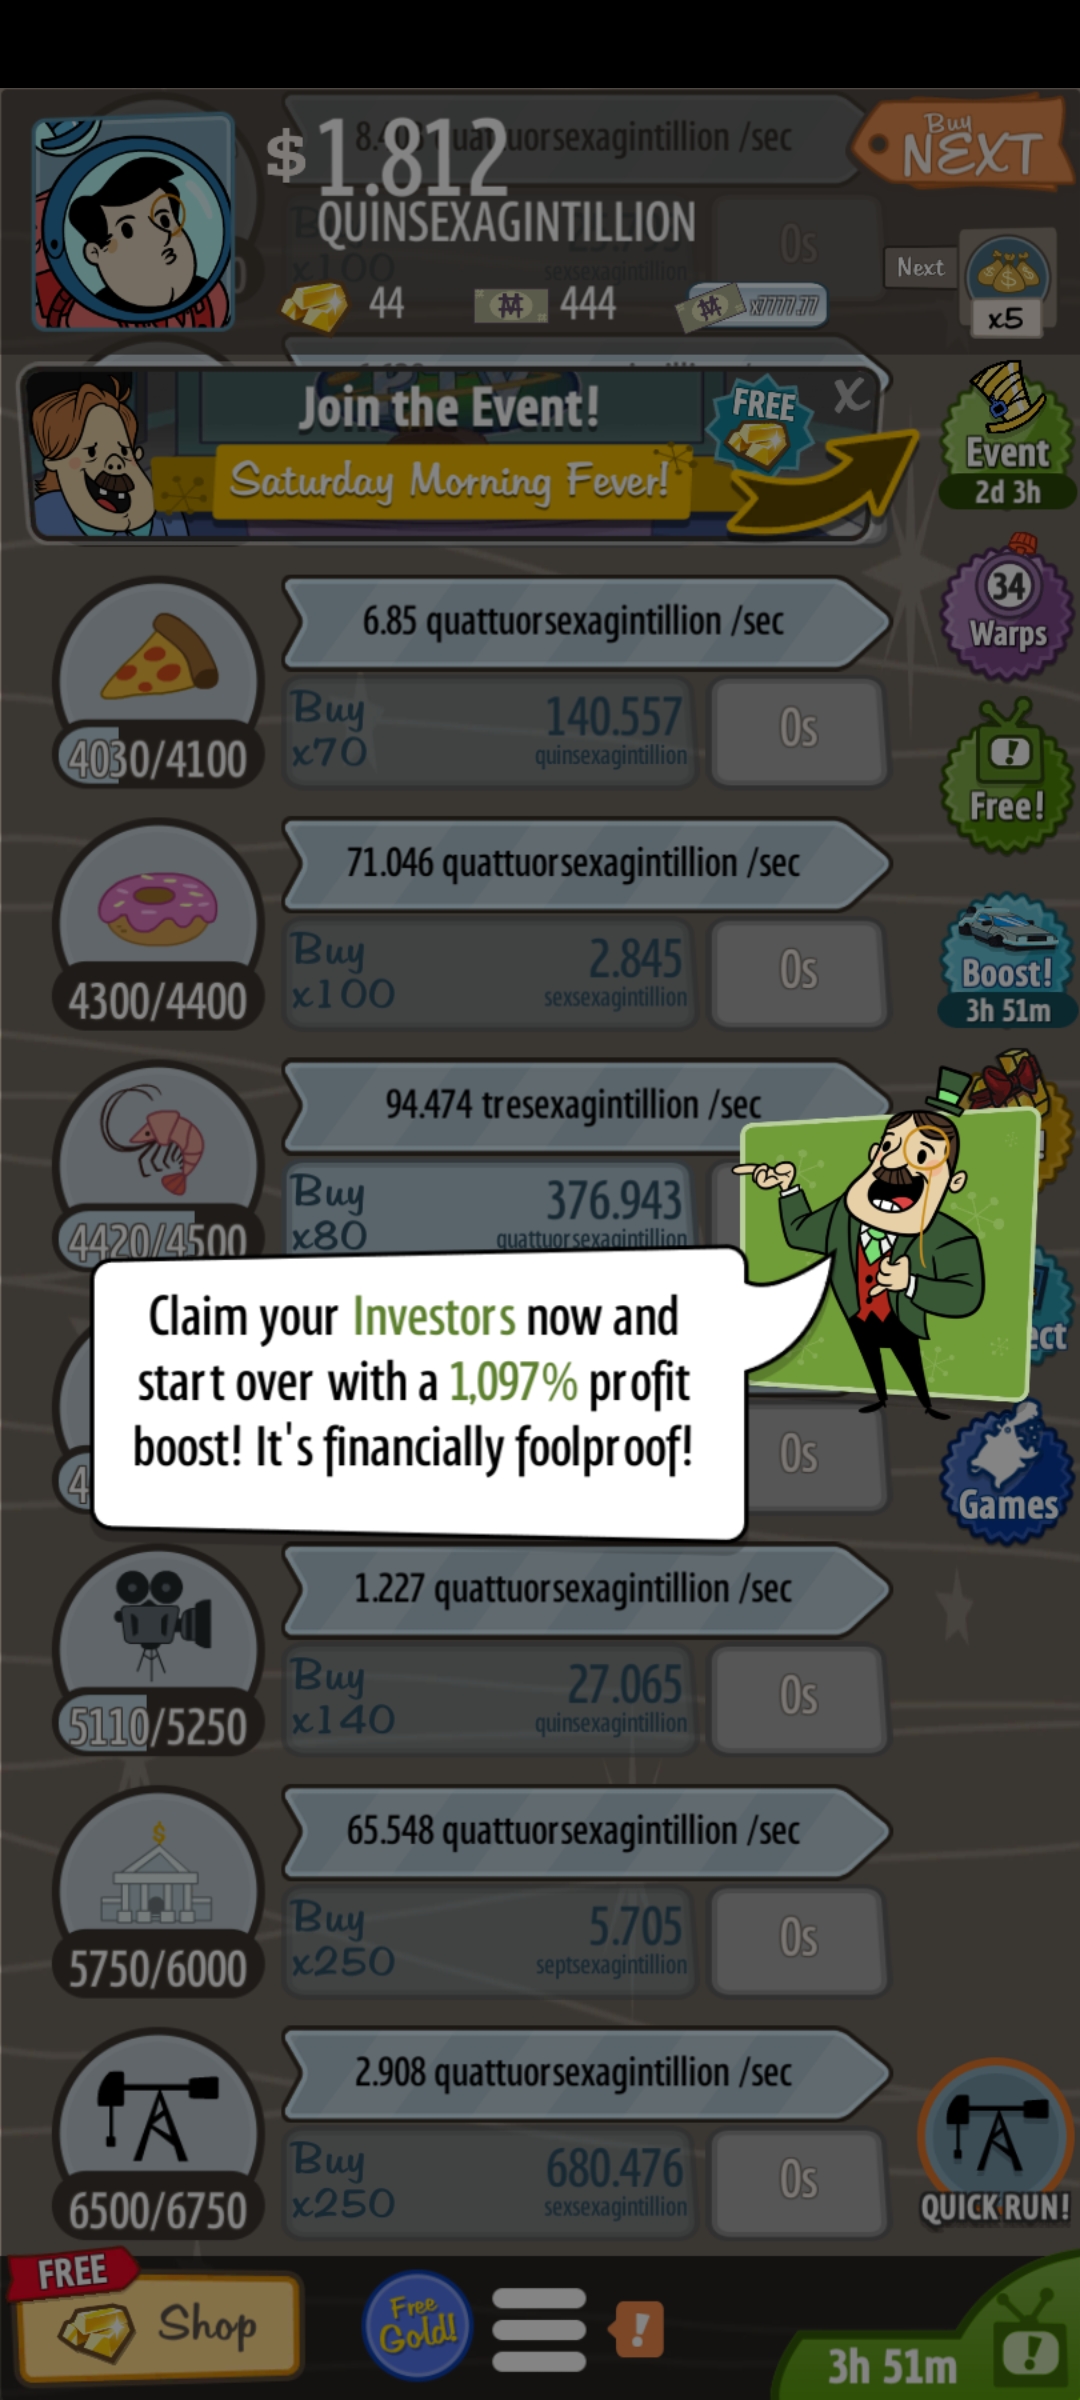 $1.812
QUINSEXAGINTILLION
Buy
NEXT
/sec
x100
sexsexagintillion
0s
Next
x5
44
444
x7777.77
Join the Event!
Saturday Morning Fever!
FREE
X
Event
2d 3h
6.85 quattuorsexagintillion /sec
Buy
x70
140.557
quinsexagintillion
0s
4030/4100
34
Warps
Free!
71.046 quattuorsexagintillion /sec
Buy
x100
2.845
sexsexagintillion
0s
4300/4400
Boost!
3h 51m
94.474 tresexagintillion /sec
Buy
x80
376.943
quattuorsexagintillion
4420/4500
Claim your Investors now and
start over with a 1,097% profit
boost! It's financially foolproof!
ect
4
0s
Games
1.227 quattuorsexagintillion /sec
Buy
x140
27.065
quinsexagintillion
0s
5110/5250
65.548 quattuorsexagintillion /sec
Buy
x250
5.705
septsexagintillion
0s
5750/6000
2.908 quattuorsexagintillion /sec
Buy
x250
680.476
sexsexagintillion
0s
6500/6750
QUICK RUN!
FREE
Shop
Free
Gold!
!
3h 51m
!